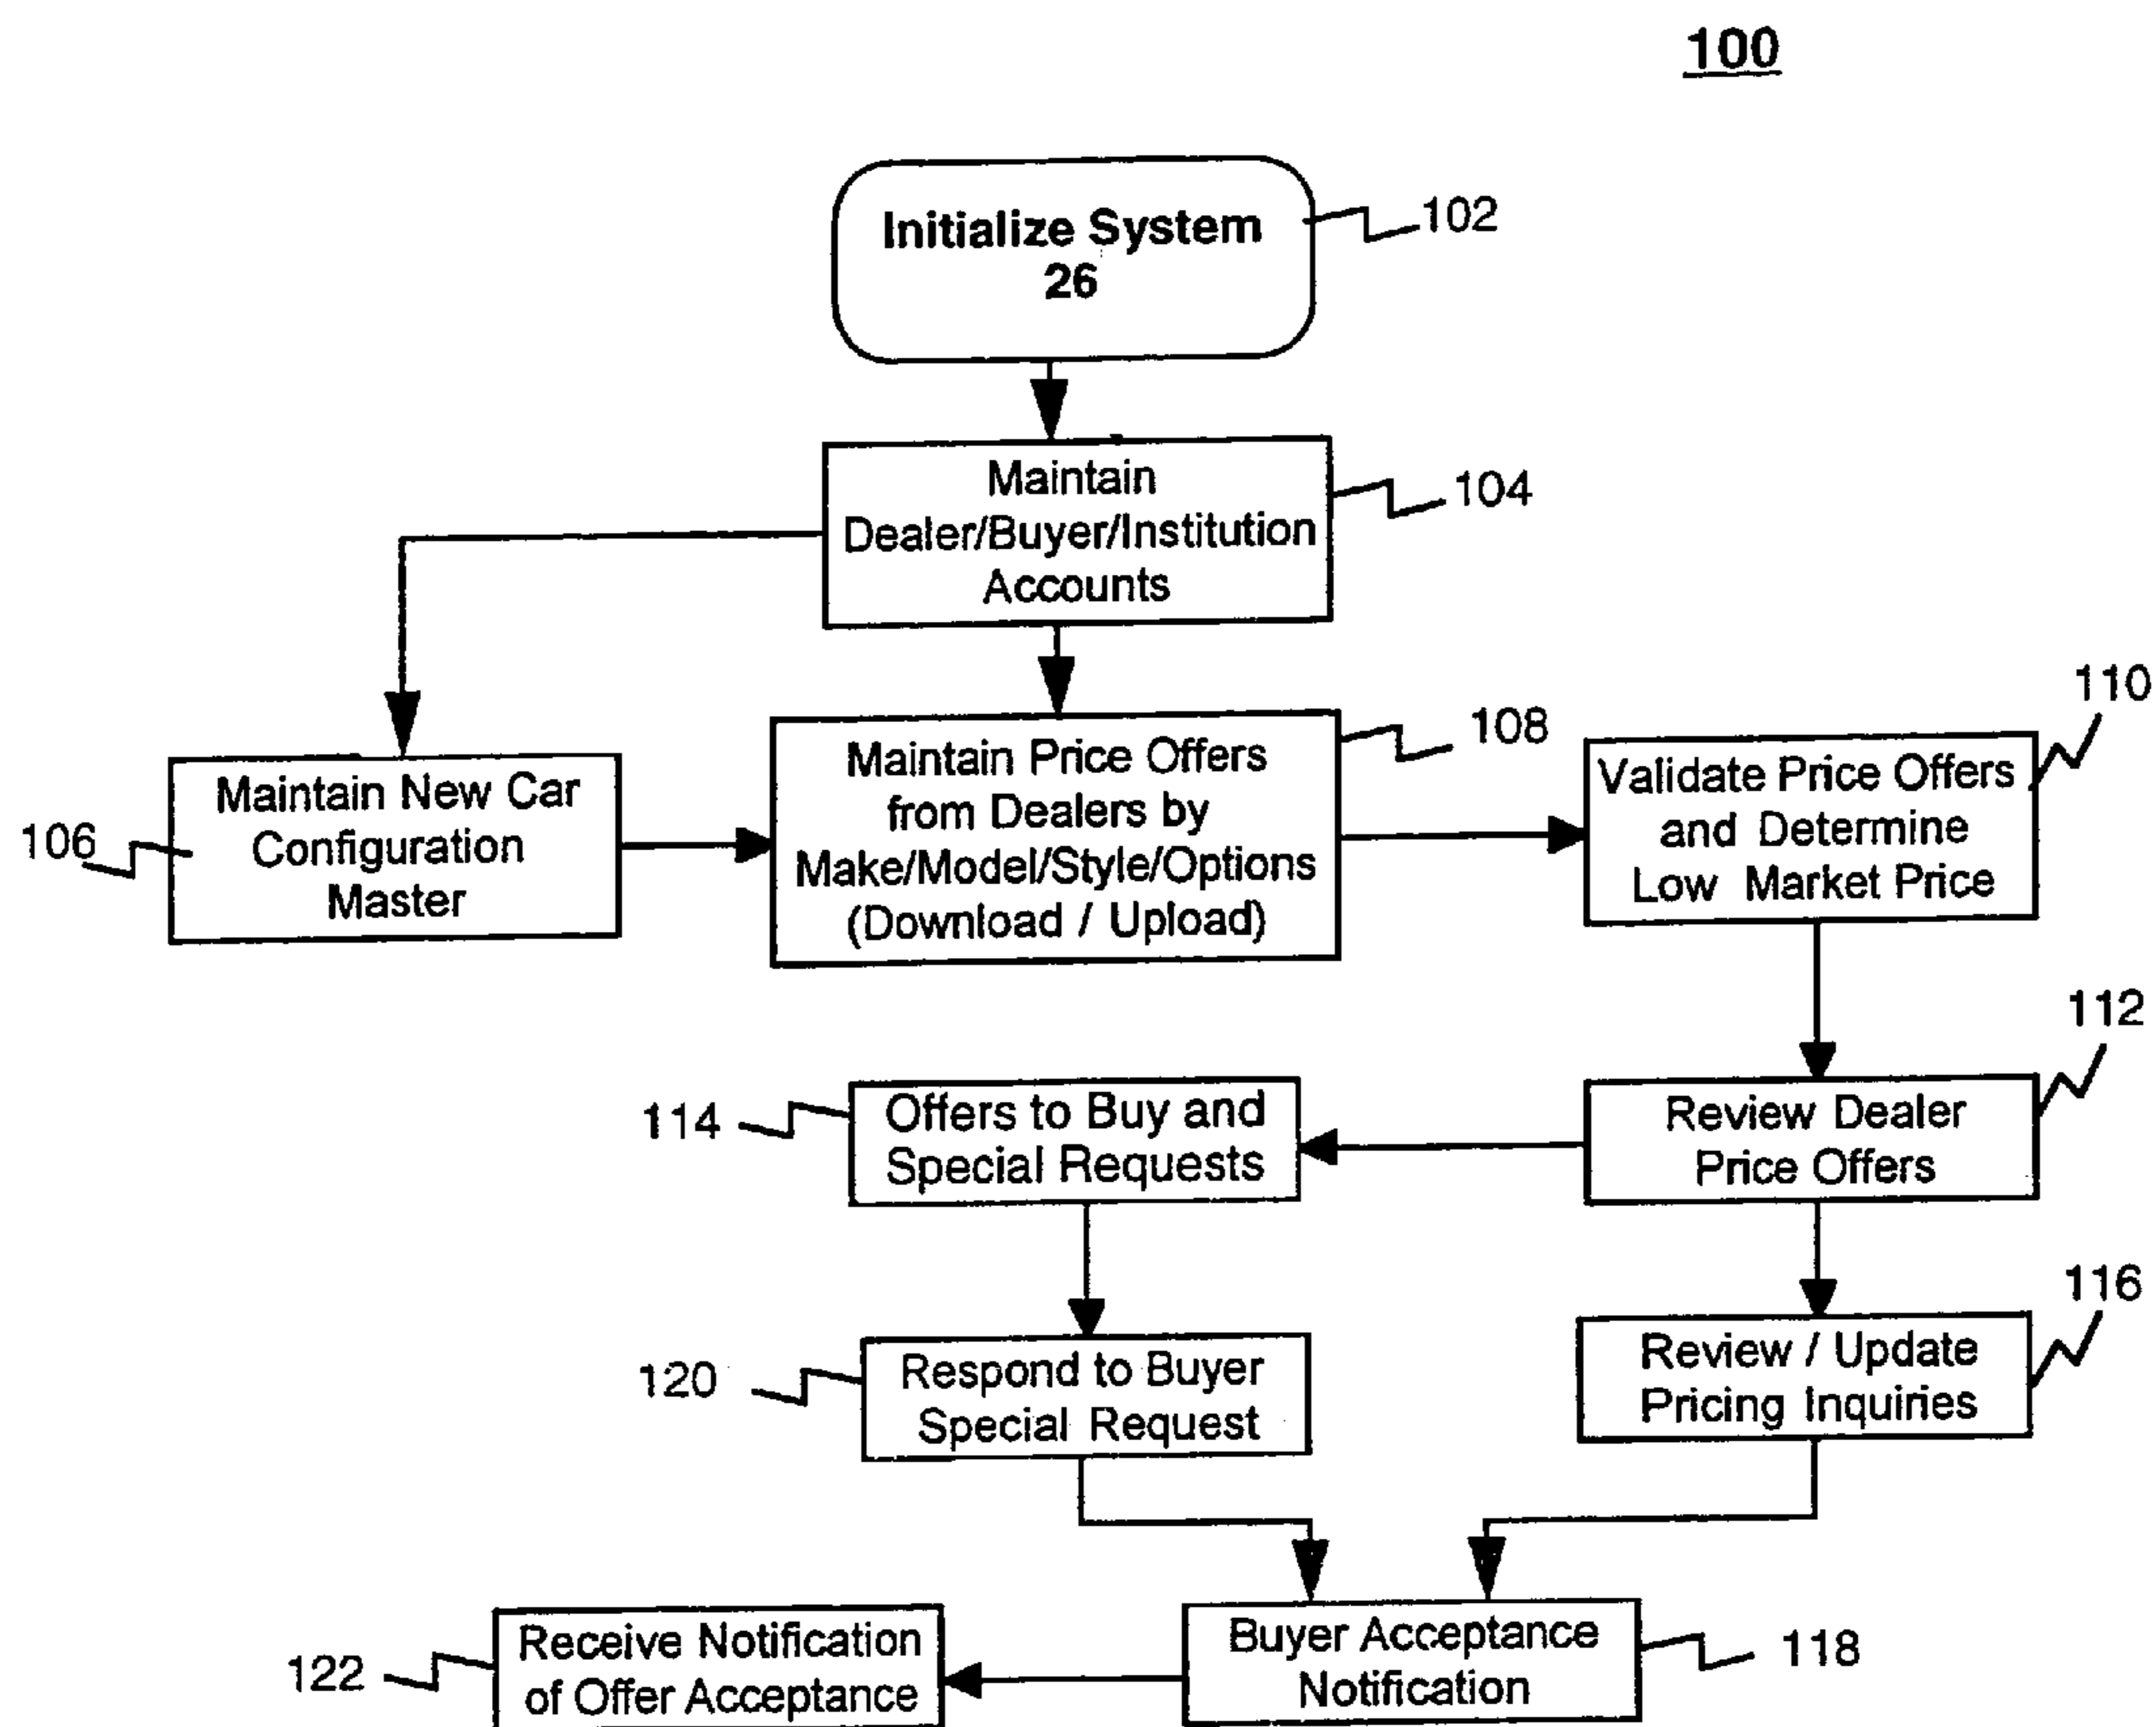 100
Initialize System
26
102
Maintain
Dealer/Buyer/Institution
Accounts
104
Maintain New Car
Configuration
Master
106
Maintain Price Offers
from Dealers by
Make/Model/Style/Options
(Download / Upload)
108
Validate Price Offers
and Determine
Low Market Price
110
Review Dealer
Price Offers
112
Offers to Buy and
Special Requests
114
Review / Update
Pricing Inquiries
116
Respond to Buyer
Special Request
120
Buyer Acceptance
Notification
118
Receive Notification
of Offer Acceptance
122